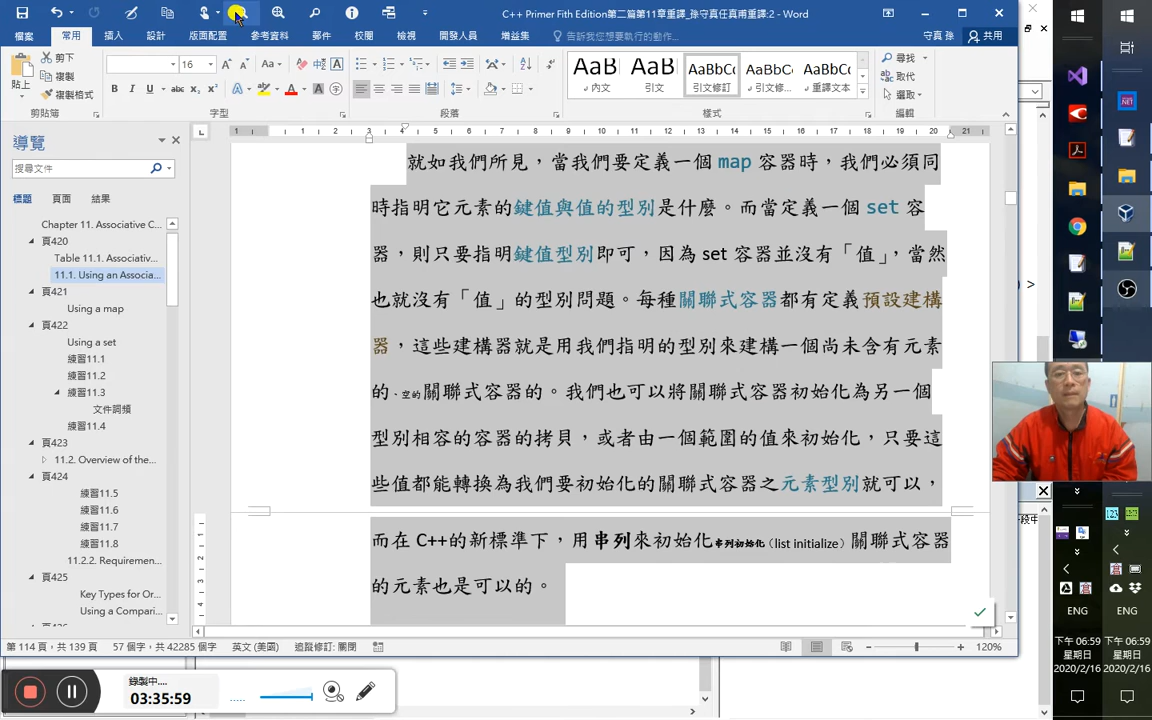 C++ Primer Fifth Edition第二篇第11章重譯_孫守真任真甫重譯:2 - Word
檔案 常用 插入 設計 版面配置 參考資料 郵件 校閱 檢視 開發人員 增益集 告訴我您想要執行的動作... 守真 孫 共用
貼上 剪下 複製 複製格式
16
AaB 內文
AaB 引文
AaBbCc 引文修訂
AaBbCc 引文修...
AaBbCc 重譯文本
尋找 取代 選取
剪貼簿 字型 段落 樣式 編輯
導覽
搜尋文件
標題 頁面 結果
Chapter 11. Associative C...
頁420
Table 11.1. Associativ...
11.1. Using an Associa...
頁421
Using a map
頁422
Using a set
練習11.1
練習11.2
練習11.3
文件詞頻
練習11.4
頁423
11.2. Overview of the...
頁424
練習11.5
練習11.6
練習11.7
練習11.8
11.2.2. Requiremen...
頁425
Key Types for Or...
Using a Compari...
就如我們所見，當我們要定義一個 map 容器時，我們必須同
時指明它元素的鍵值與值的型別是什麼。而當定義一個 set 容
器，則只要指明鍵值型別即可，因為 set 容器並沒有「值」，當然
也就沒有「值」的型別問題。每種關聯式容器都有定義預設建構
器，這些建構器就是用我們指明的型別來建構一個尚未含有元素
的、空的關聯式容器的。我們也可以將關聯式容器初始化為另一個
型別相容的容器的拷貝，或者由一個範圍的值來初始化，只要這
些值都能轉換為我們要初始化的關聯式容器之元素型別就可以，
而在 C++的新標準下，用串列來初始化串列初始化（list initialize）關聯式容器
的元素也是可以的。
第 114 頁，共 139 頁 57 個字，共 42285 個字 英文 (美國) 追蹤修訂: 關閉 120%
錄製中...
03:35:59
ENG ENG
下午 06:59 下午 06:59
星期日 星期日
2020/2/16 2020/2/16